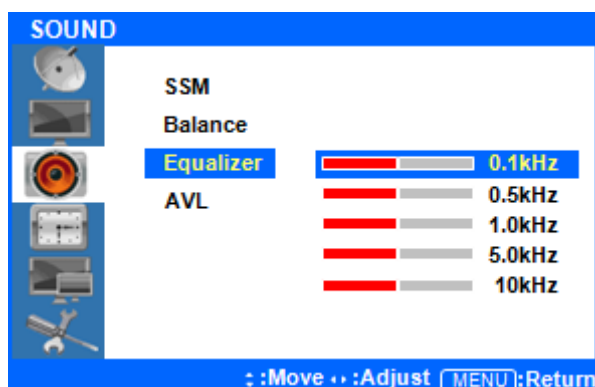 SOUND
SSM
Balance
Equalizer 0.1kHz
AVL 0.5kHz
1.0kHz
5.0kHz
10kHz
:Move :Adjust MENU:Return